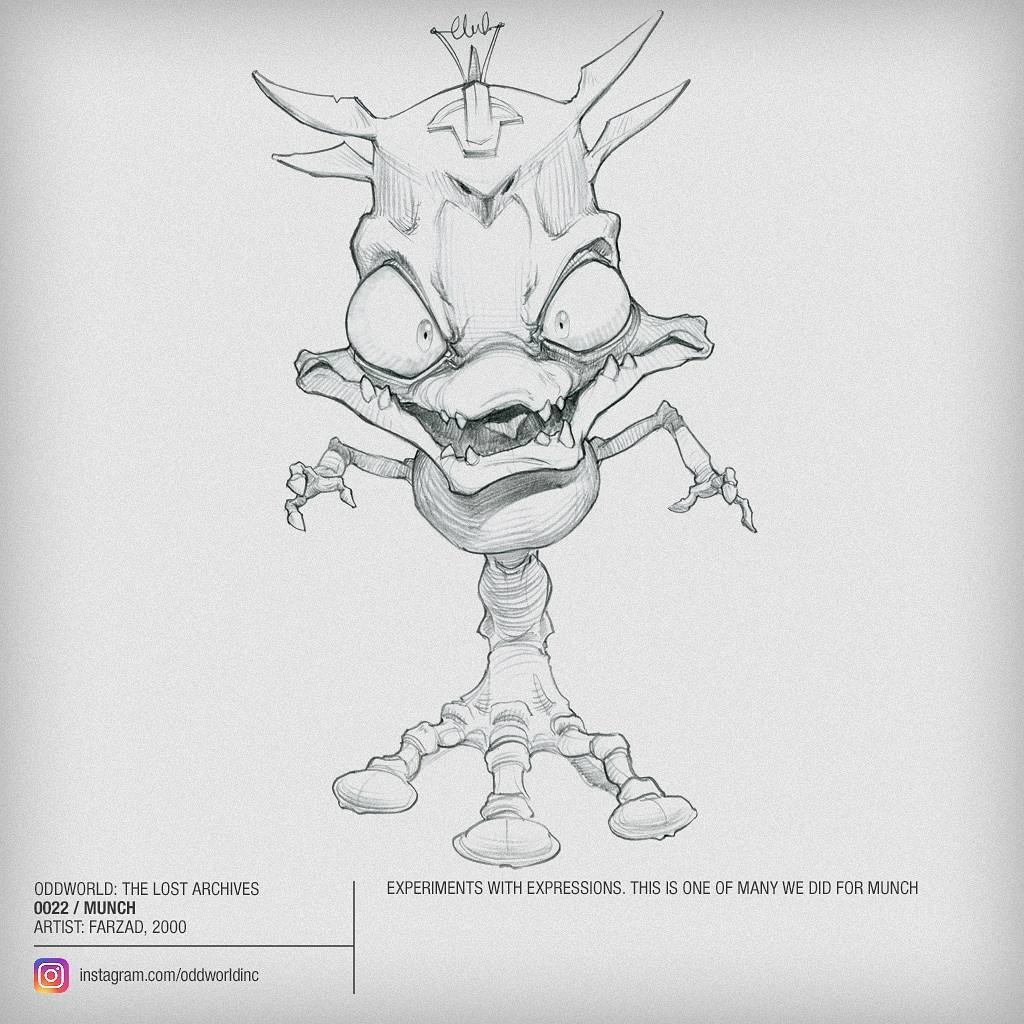 ODDWORLD: THE LOST ARCHIVES
0022 / MUNCH
ARTIST: FARZAD, 2000
instagram.com/oddworldinc
EXPERIMENTS WITH EXPRESSIONS. THIS IS ONE OF MANY WE DID FOR MUNCH